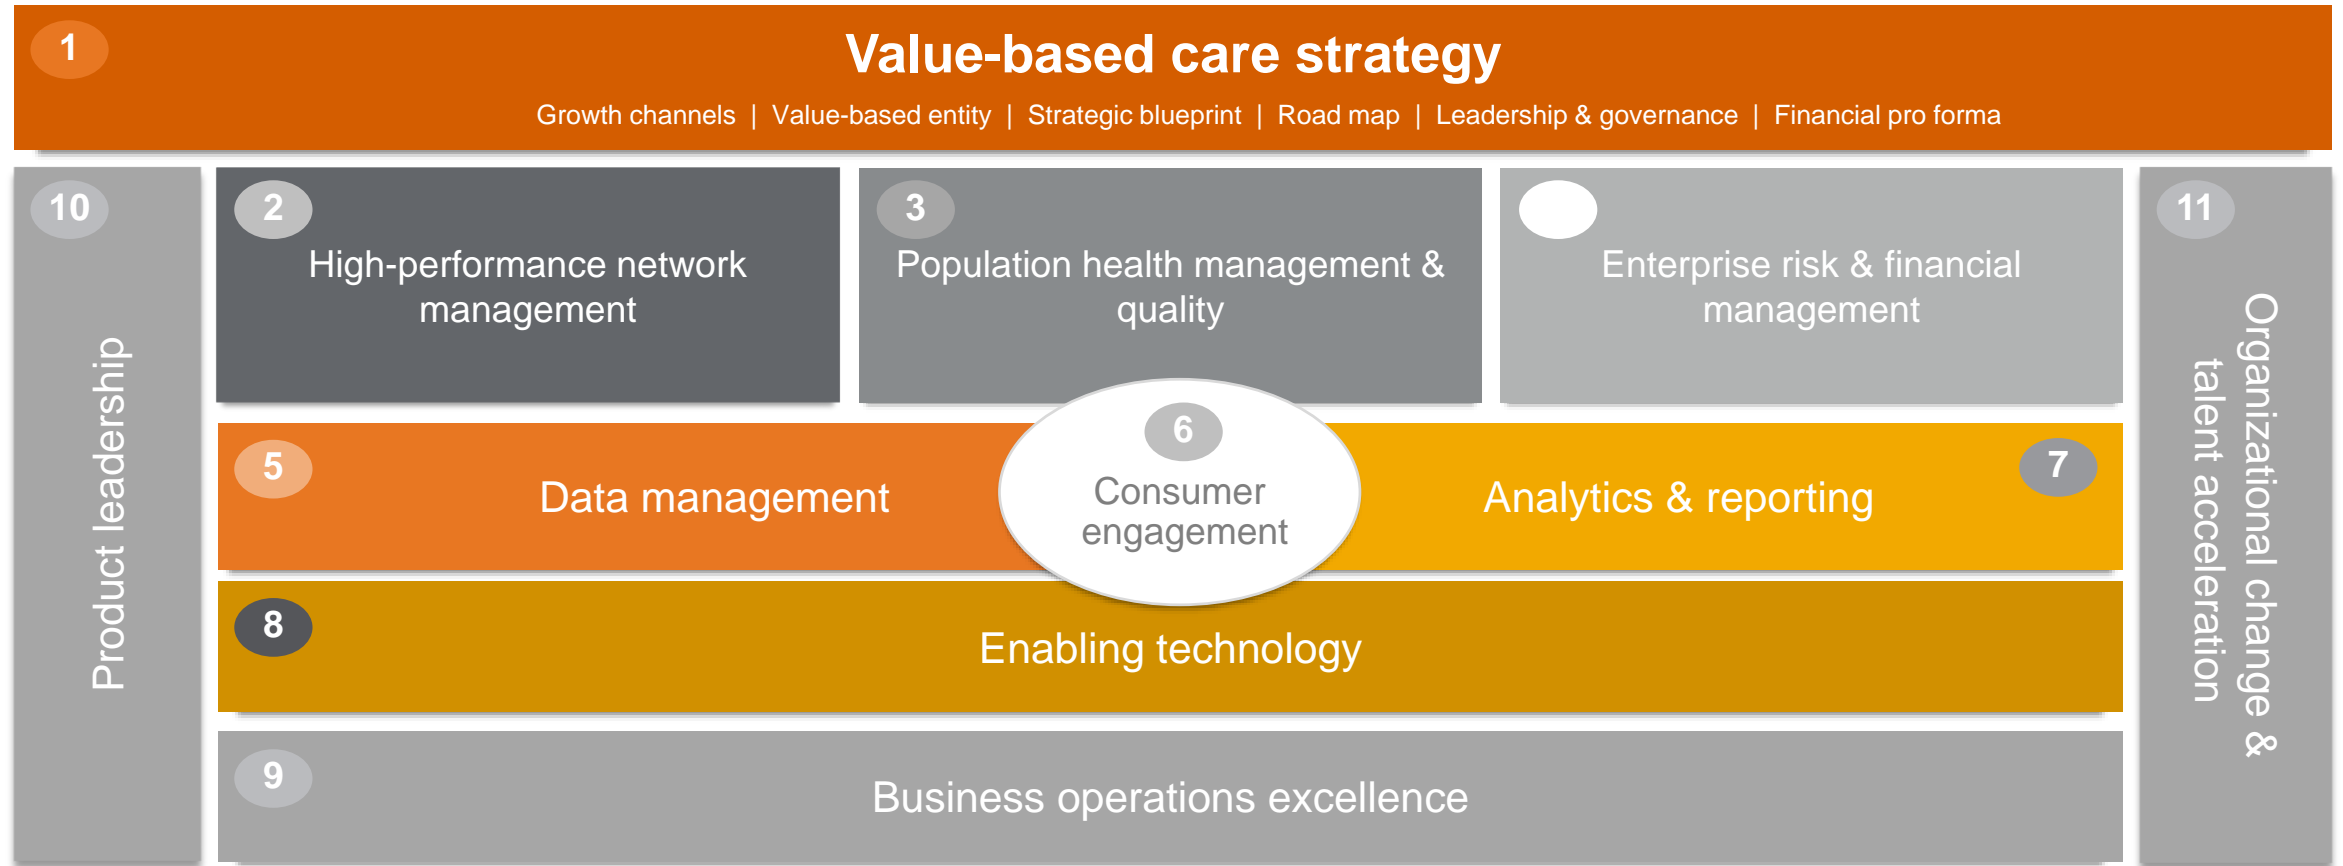 1
Value-based care strategy
Growth channels | Value-based entity | Strategic blueprint | Road map | Leadership & governance | Financial pro forma
10
Product leadership
2
High-performance network
management
3
Population health management &
quality
Enterprise risk & financial
management
5
Data management
6
Consumer
engagement
7
Analytics & reporting
8
Enabling technology
9
Business operations excellence
11
Organizational change &
talent acceleration